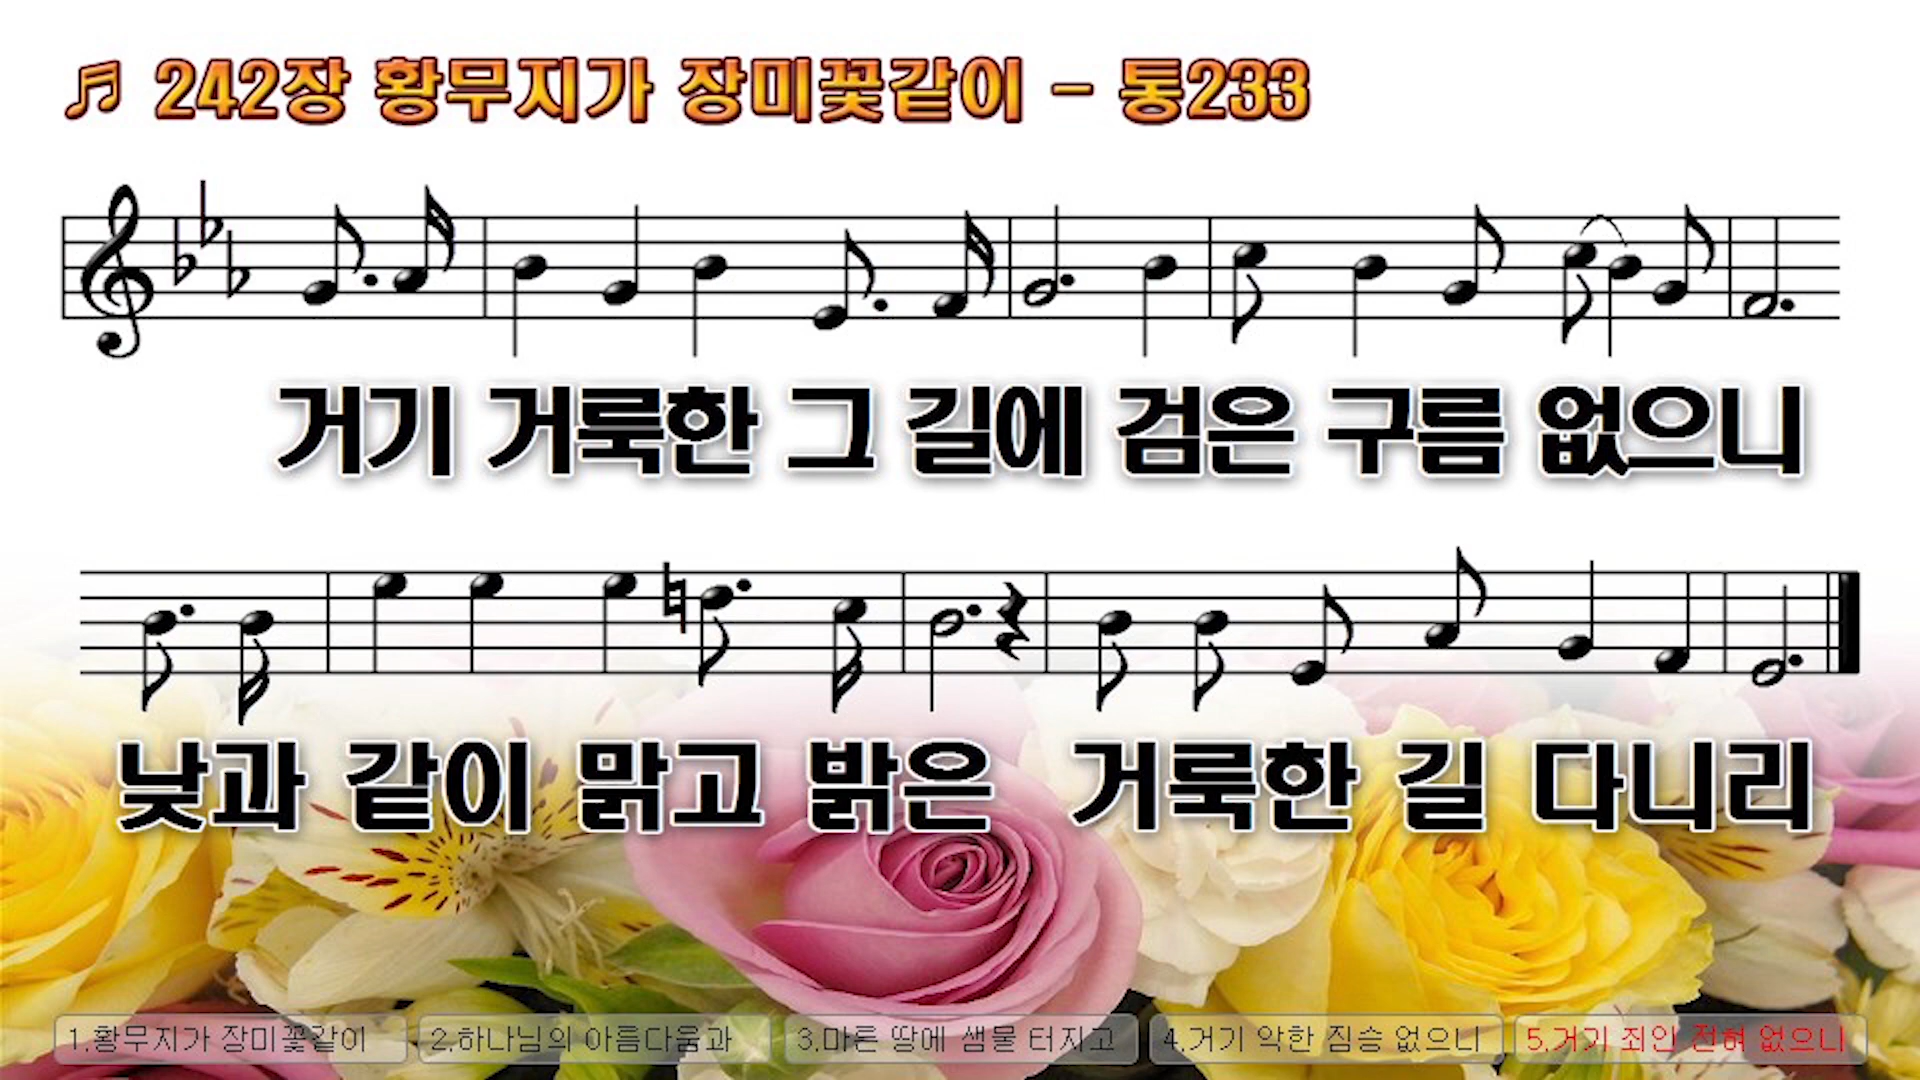 242장 황무지가 장미꽃같이 - 통233
거기 거룩한 그 길에 검은 구름 없으니
낮과 같이 맑고 밝은 거룩한 길 다니리
1.황무지가 장미꽃같이 2.하나님의 아름다움과 3.마른 땅에 샘물 터지고 4.거기 악한 짐승 없으니 5.거기 죄인 전혀 없으니